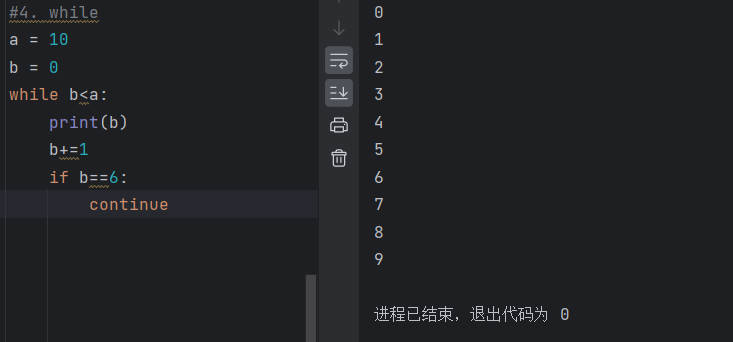 #4. while
a = 10
b = 0
while b<a:
    print(b)
    b+=1
    if b==6:
        continue
0
1
2
3
4
5
6
7
8
9
进程已结束，退出代码为 0